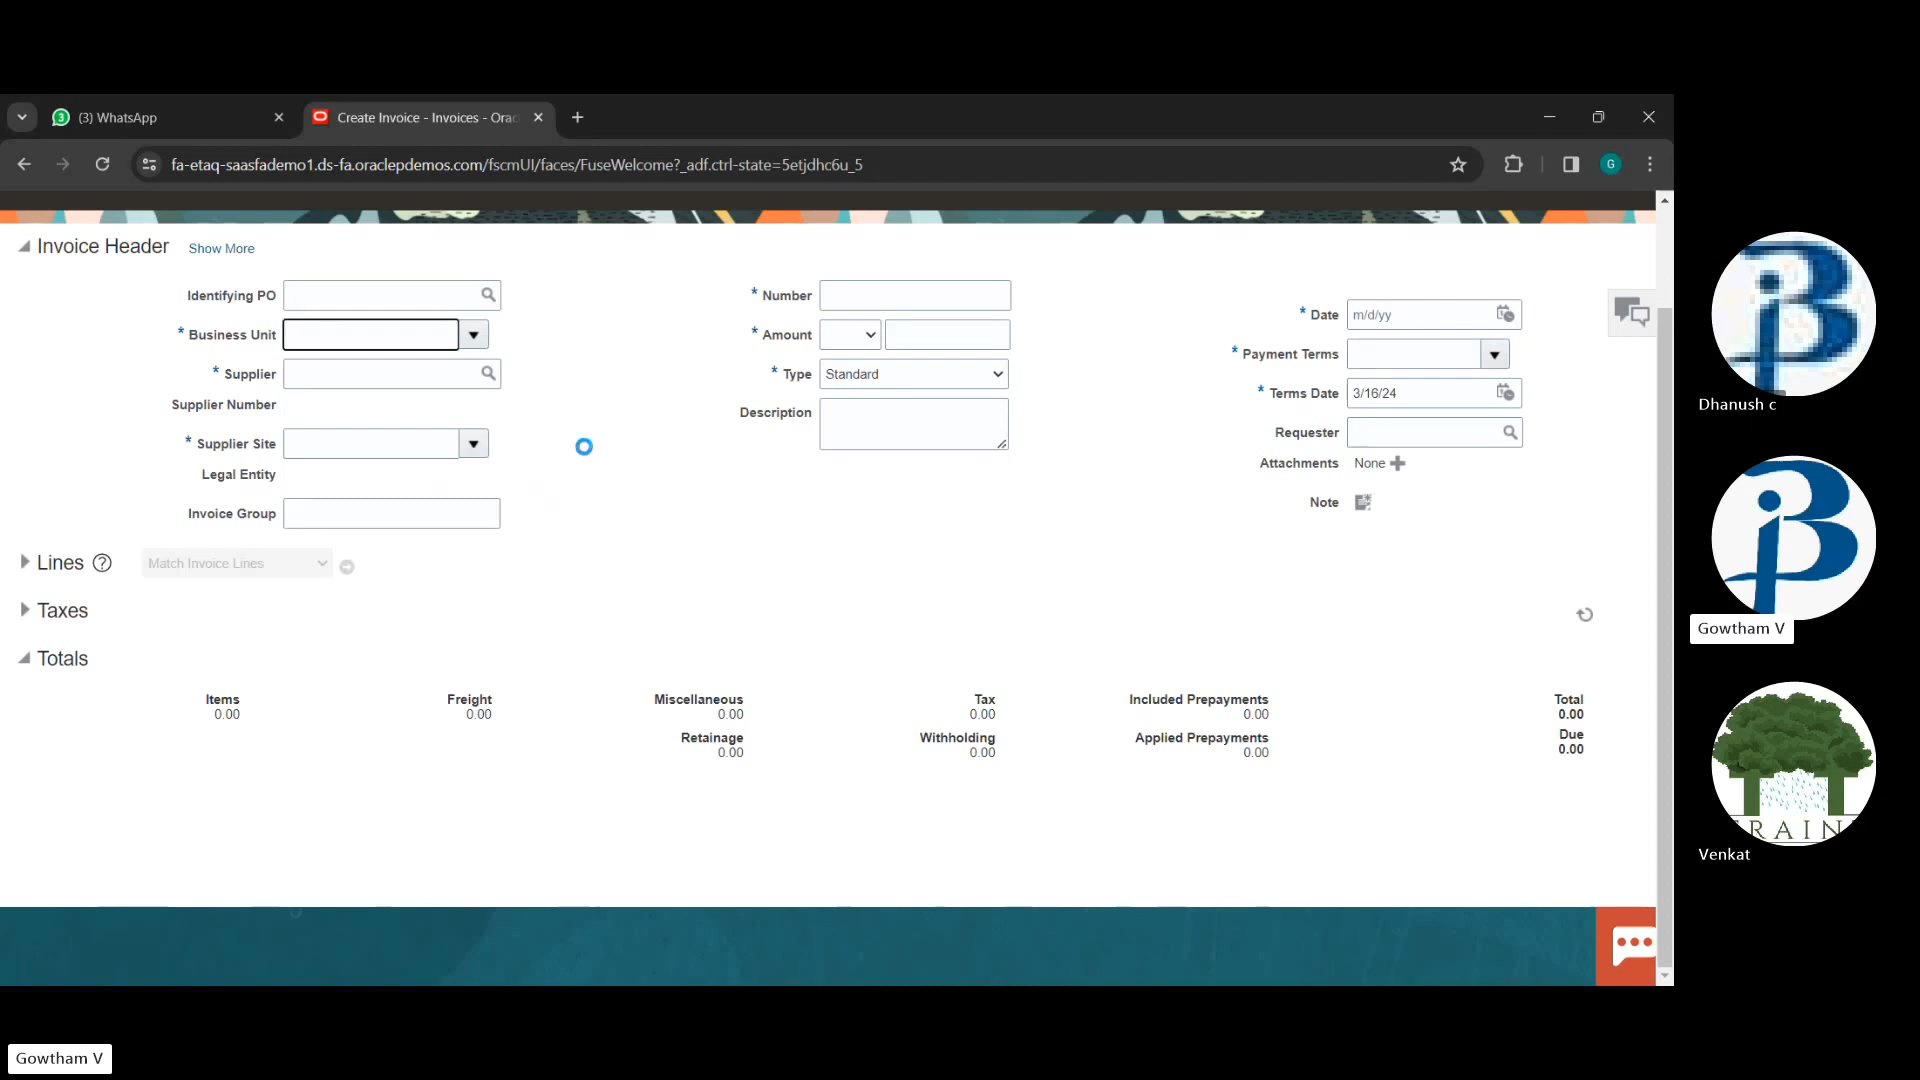 3
(3) WhatsApp
Create Invoice - Invoices - Orac
fa-etaq-saasfademo1.ds-fa.oraclepdemos.com/fscmUI/faces/FuseWelcome?_adf.ctrl-state=5etjdhc6u_5
G
Invoice Header
Show More
Identifying PO
* Business Unit
* Supplier
Supplier Number
* Supplier Site
Legal Entity
Invoice Group
* Number
* Amount
* Type
Standard
Description
* Date
m/d/yy
* Payment Terms
* Terms Date
3/16/24
Requester
Attachments
None
Note
Lines
?
Match Invoice Lines
Taxes
Totals
Items
0.00
Freight
0.00
Miscellaneous
0.00
Retainage
0.00
Tax
0.00
Withholding
0.00
Included Prepayments
0.00
Applied Prepayments
0.00
Total
0.00
Due
0.00
Dhanush c
Gowtham V
RAIN
Venkat
Gowtham V